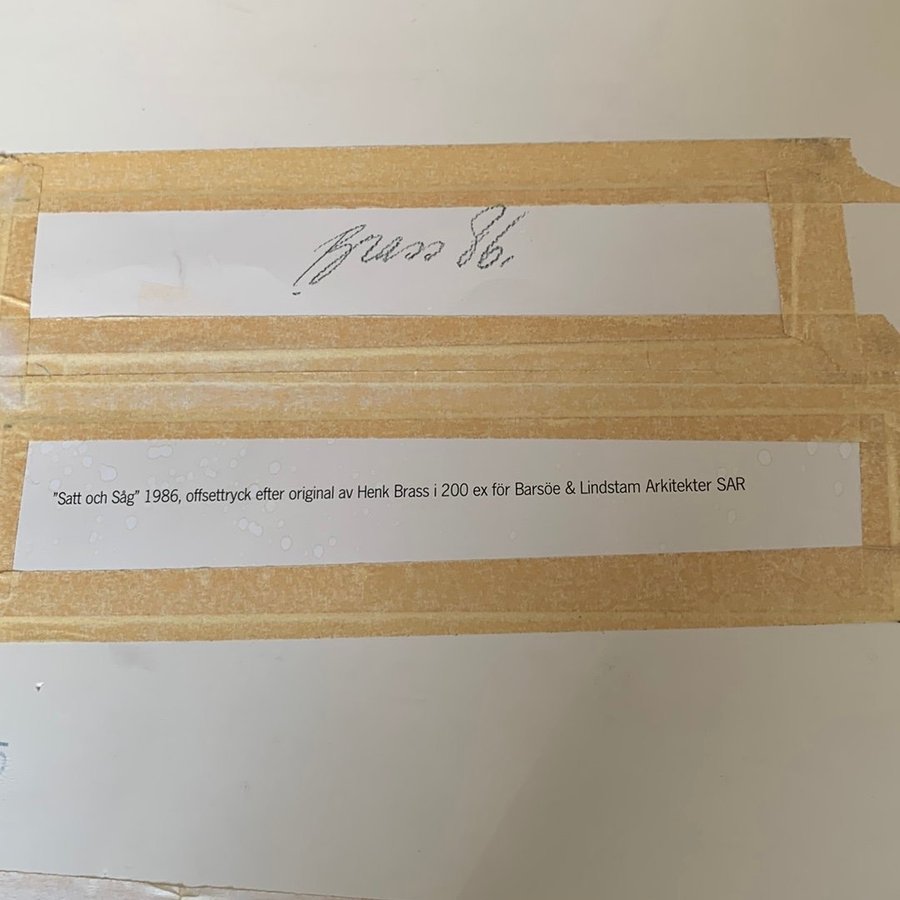 Brass 86.
"Satt och Såg" 1986, offsettryck efter original av Henk Brass i 200 ex för Barsöe & Lindstam Arkitekter SAR